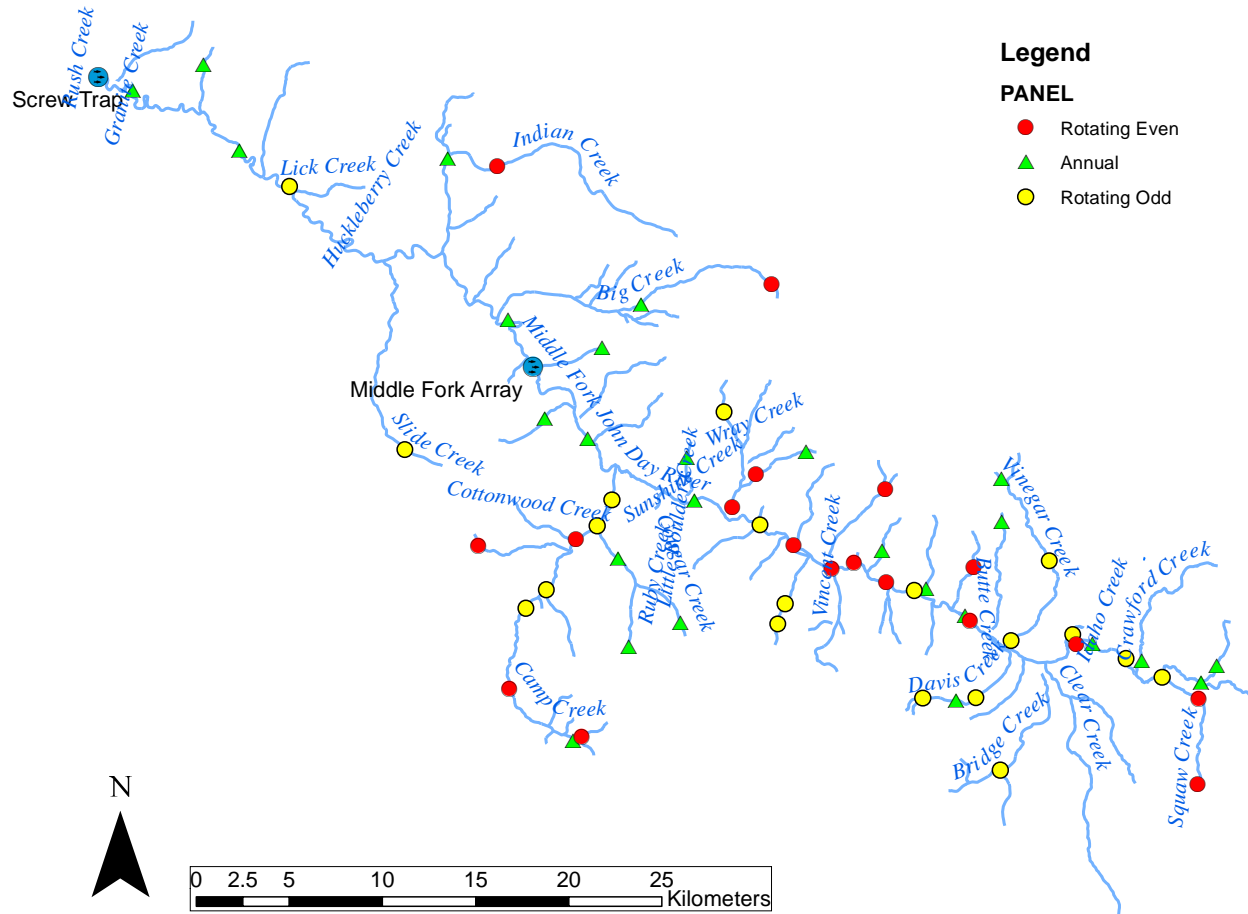 Legend
PANEL
Rotating Even
Annual
Rotating Odd
Rush Creek
Granite Creek
Screw Trap
Lick Creek
Huckleberry Creek
Indian Creek
Big Creek
Middle Fork Array
Middle Fork John Day River
Slide Creek
Cottonwood Creek
Sunshine Creek
Wray Creek
Little Boulder Creek
Ruby Creek
Vincent Creek
Camp Creek
Butte Creek
Vinegar Creek
Davis Creek
Bridge Creek
Clear Creek
Idaho Creek
Crawford Creek
Squaw Creek
N
0 2.5 5 10 15 20 25
Kilometers